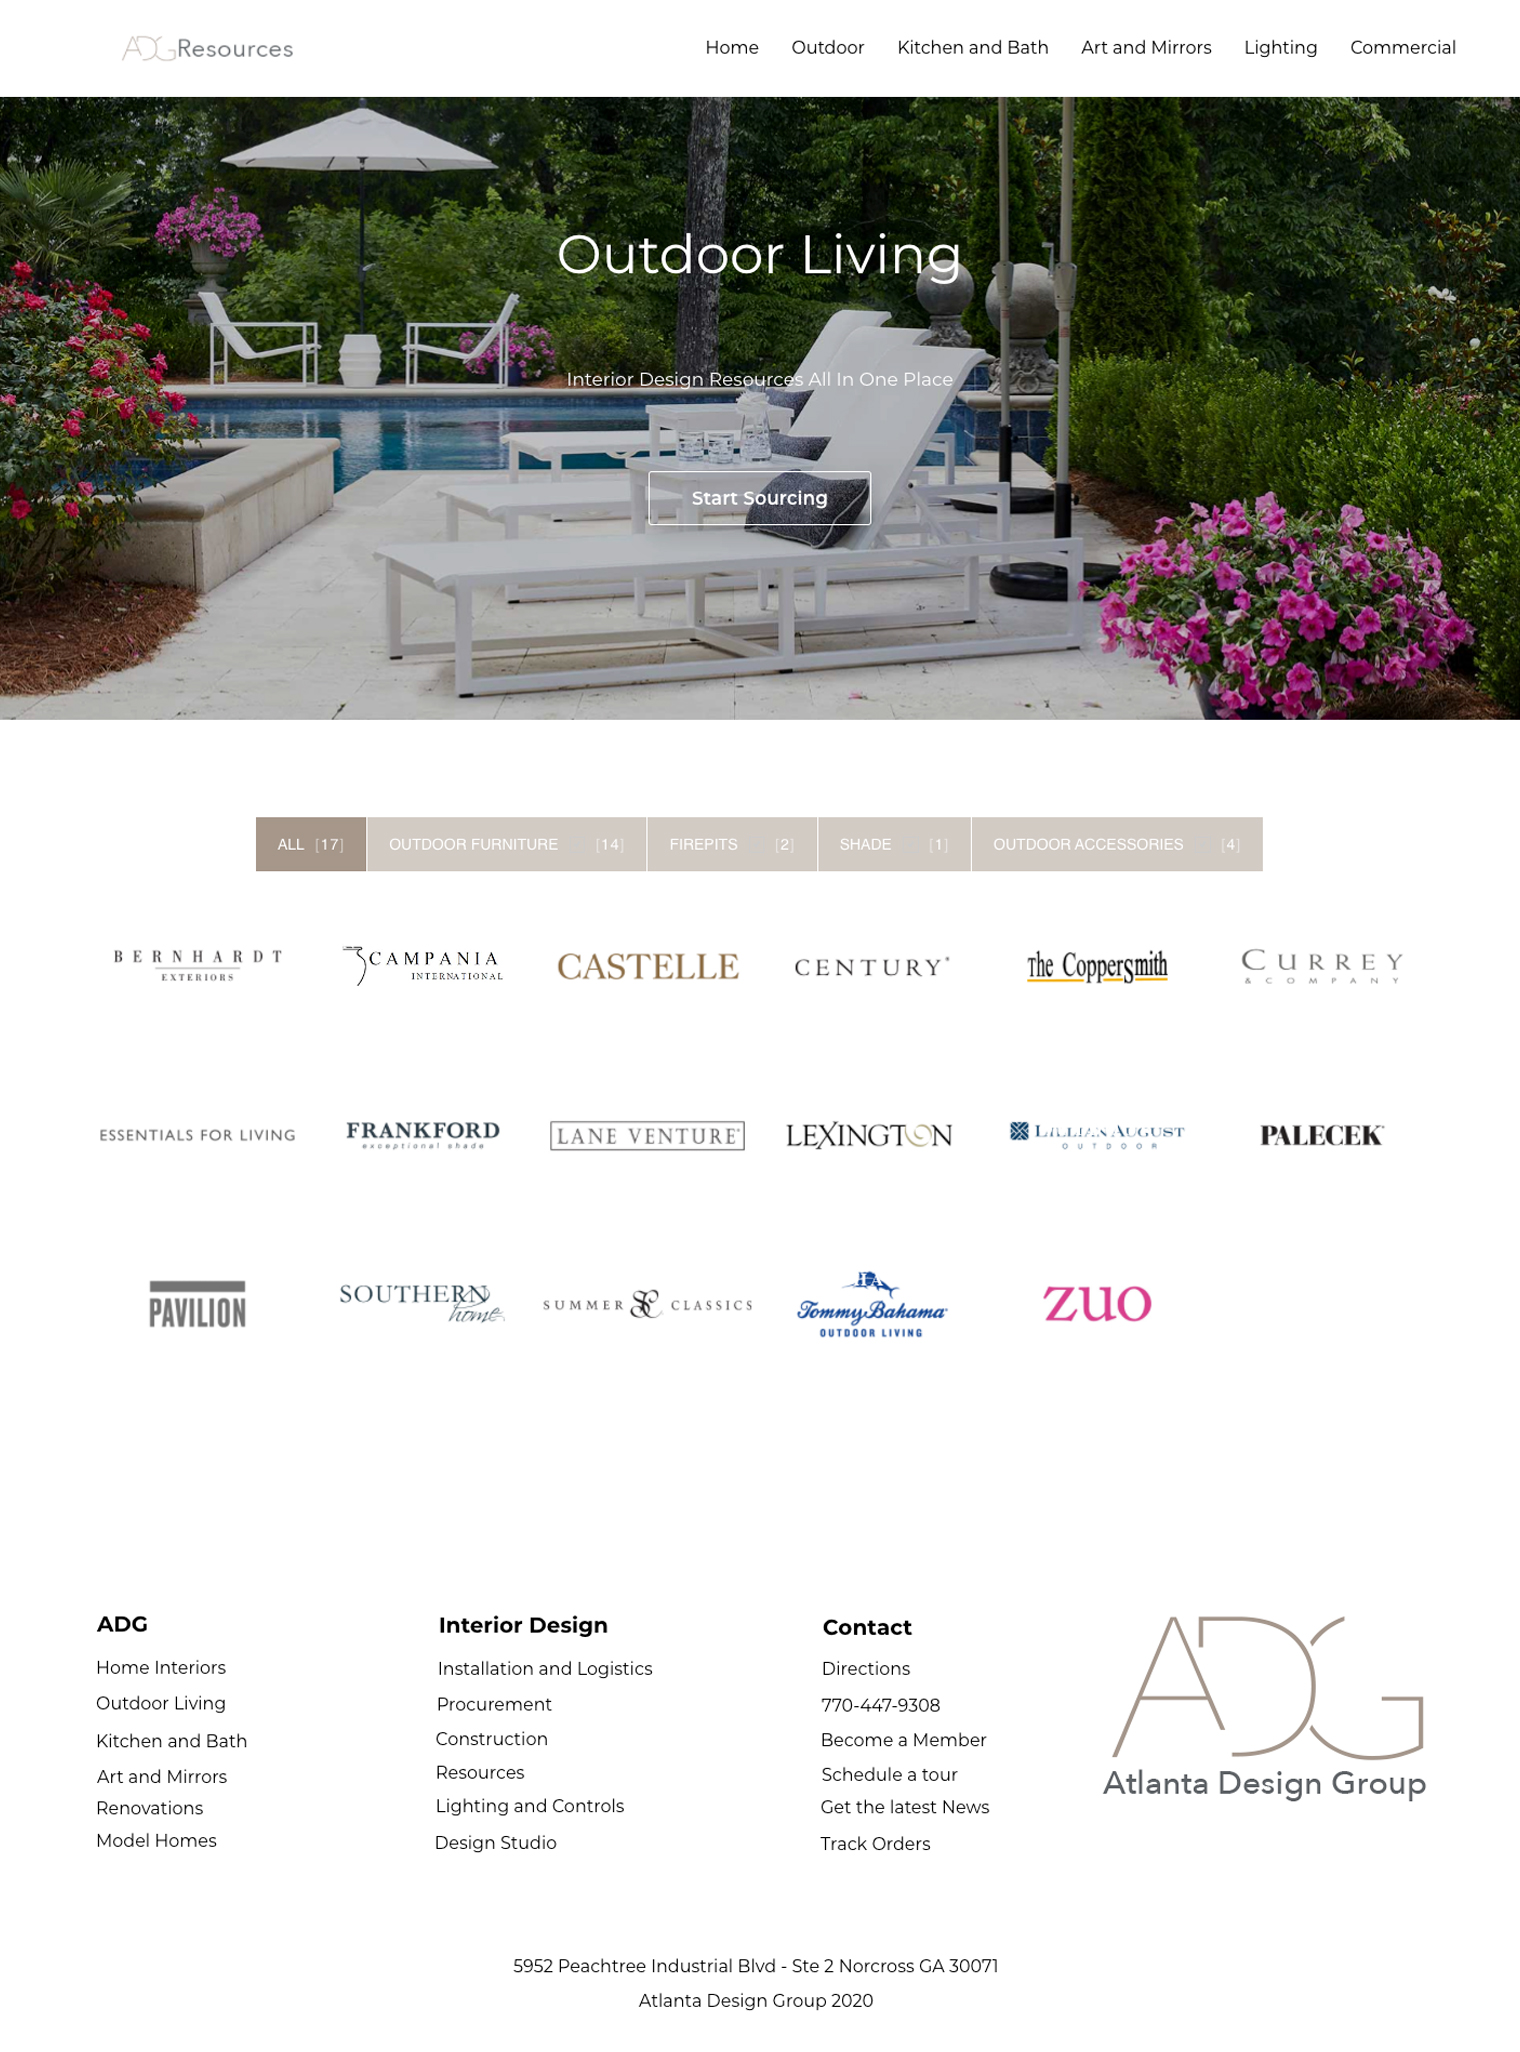 ADGResources
Home Outdoor Kitchen and Bath Art and Mirrors Lighting Commercial
Outdoor Living
Interior Design Resources All In One Place
Start Sourcing
ALL [17] OUTDOOR FURNITURE [14] FIREPITS [2] SHADE [1] OUTDOOR ACCESSORIES [4]
BERNHARDT
EXTERIORS
CAMPANIA
INTERNATIONAL
CASTELLE
CENTURY®
The CopperSmith
CURREY
& COMPANY
ESSENTIALS FOR LIVING
FRANKFORD
exceptional shade
LANE VENTURE®
LEXINGTON
LILLIAN AUGUST
OUTDOOR
PALECEK®
PAVILION
SOUTHERN
home
SUMMER SC CLASSICS
Tommy Bahama®
OUTDOOR LIVING
ZUO
ADG
Home Interiors
Outdoor Living
Kitchen and Bath
Art and Mirrors
Renovations
Model Homes
Interior Design
Installation and Logistics
Procurement
Construction
Resources
Lighting and Controls
Design Studio
Contact
Directions
770-447-9308
Become a Member
Schedule a tour
Get the latest News
Track Orders
ADG
Atlanta Design Group
5952 Peachtree Industrial Blvd - Ste 2 Norcross GA 30071
Atlanta Design Group 2020